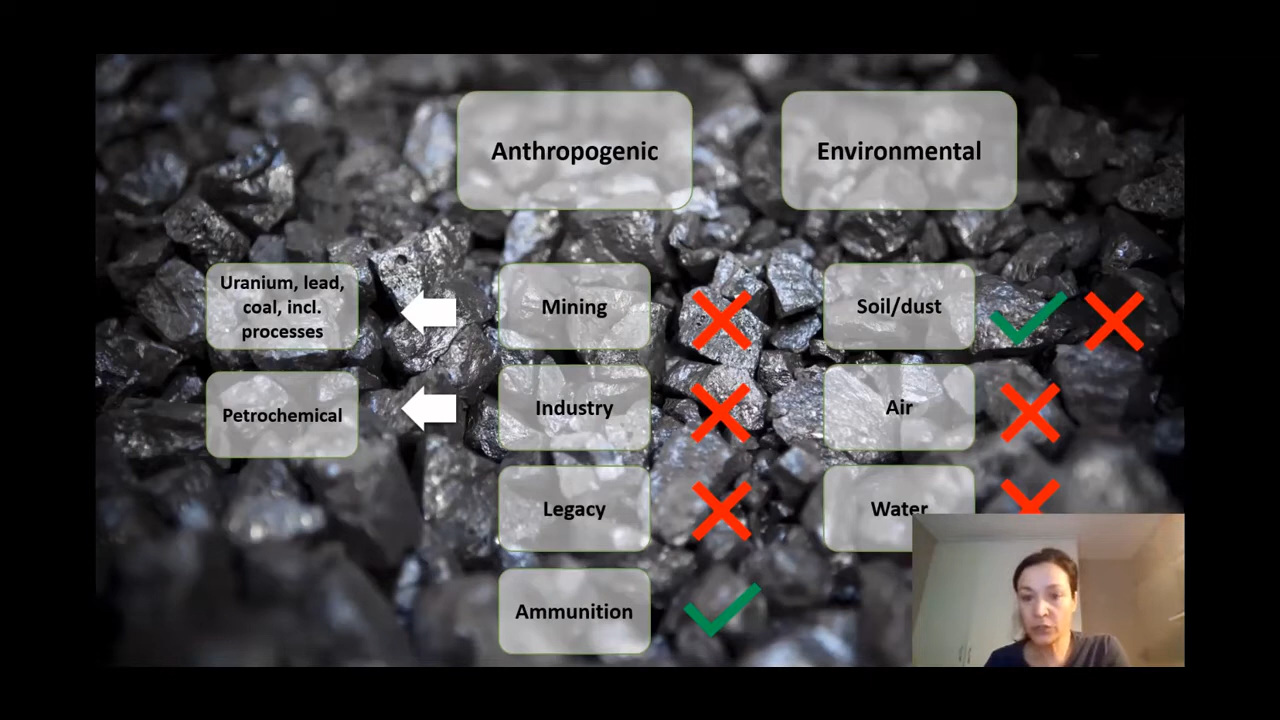 Anthropogenic
Environmental
Uranium, lead,
coal, incl.
processes
Mining
Soil/dust
Petrochemical
Industry
Air
Legacy
Water
Ammunition